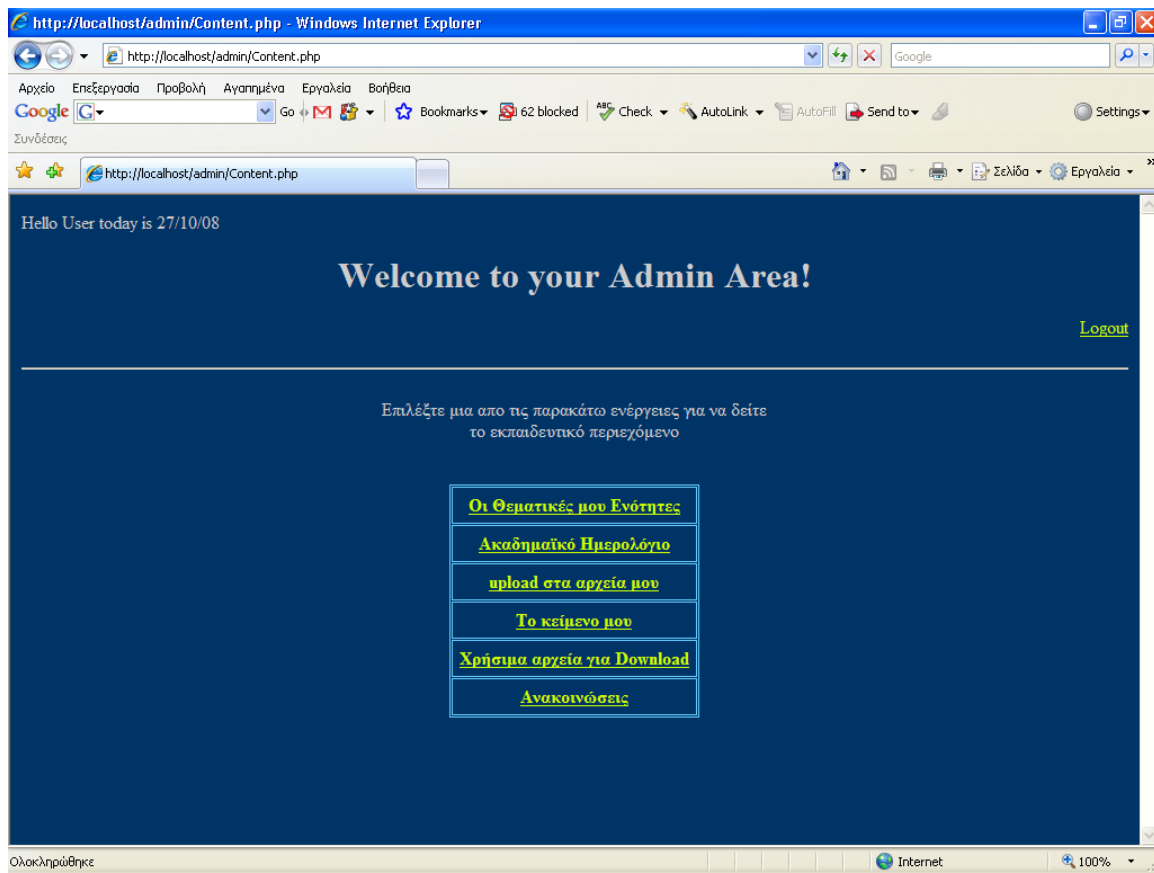 http://localhost/admin/Content.php - Windows Internet Explorer
http://localhost/admin/Content.php Google
Αρχείο Επεξεργασία Προβολή Αγαπημένα Εργαλεία Βοήθεια
Google G Go Bookmarks 62 blocked ABC Check AutoLink AutoFill Send to Settings
Συνδέσεις
http://localhost/admin/Content.php Σελίδα Εργαλεία »
Hello User today is 27/10/08
Welcome to your Admin Area!
Logout
Επιλέξτε μια απο τις παρακάτω ενέργειες για να δείτε
το εκπαιδευτικό περιεχόμενο
Οι Θεματικές μου Ενότητες
Ακαδημαϊκό Ημερολόγιο
upload στα αρχεία μου
Το κείμενο μου
Χρήσιμα αρχεία για Download
Ανακοινώσεις
Ολοκληρώθηκε Internet 100%